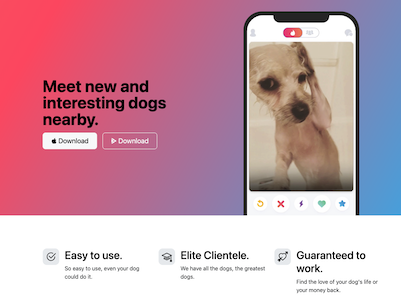 Meet new and
interesting dogs
nearby.
Download
Download
Easy to use.
So easy to use, even your dog
could do it.
Elite Clientele.
We have all the dogs, the greatest
dogs.
Guaranteed to
work.
Find the love of your dog's life or
your money back.